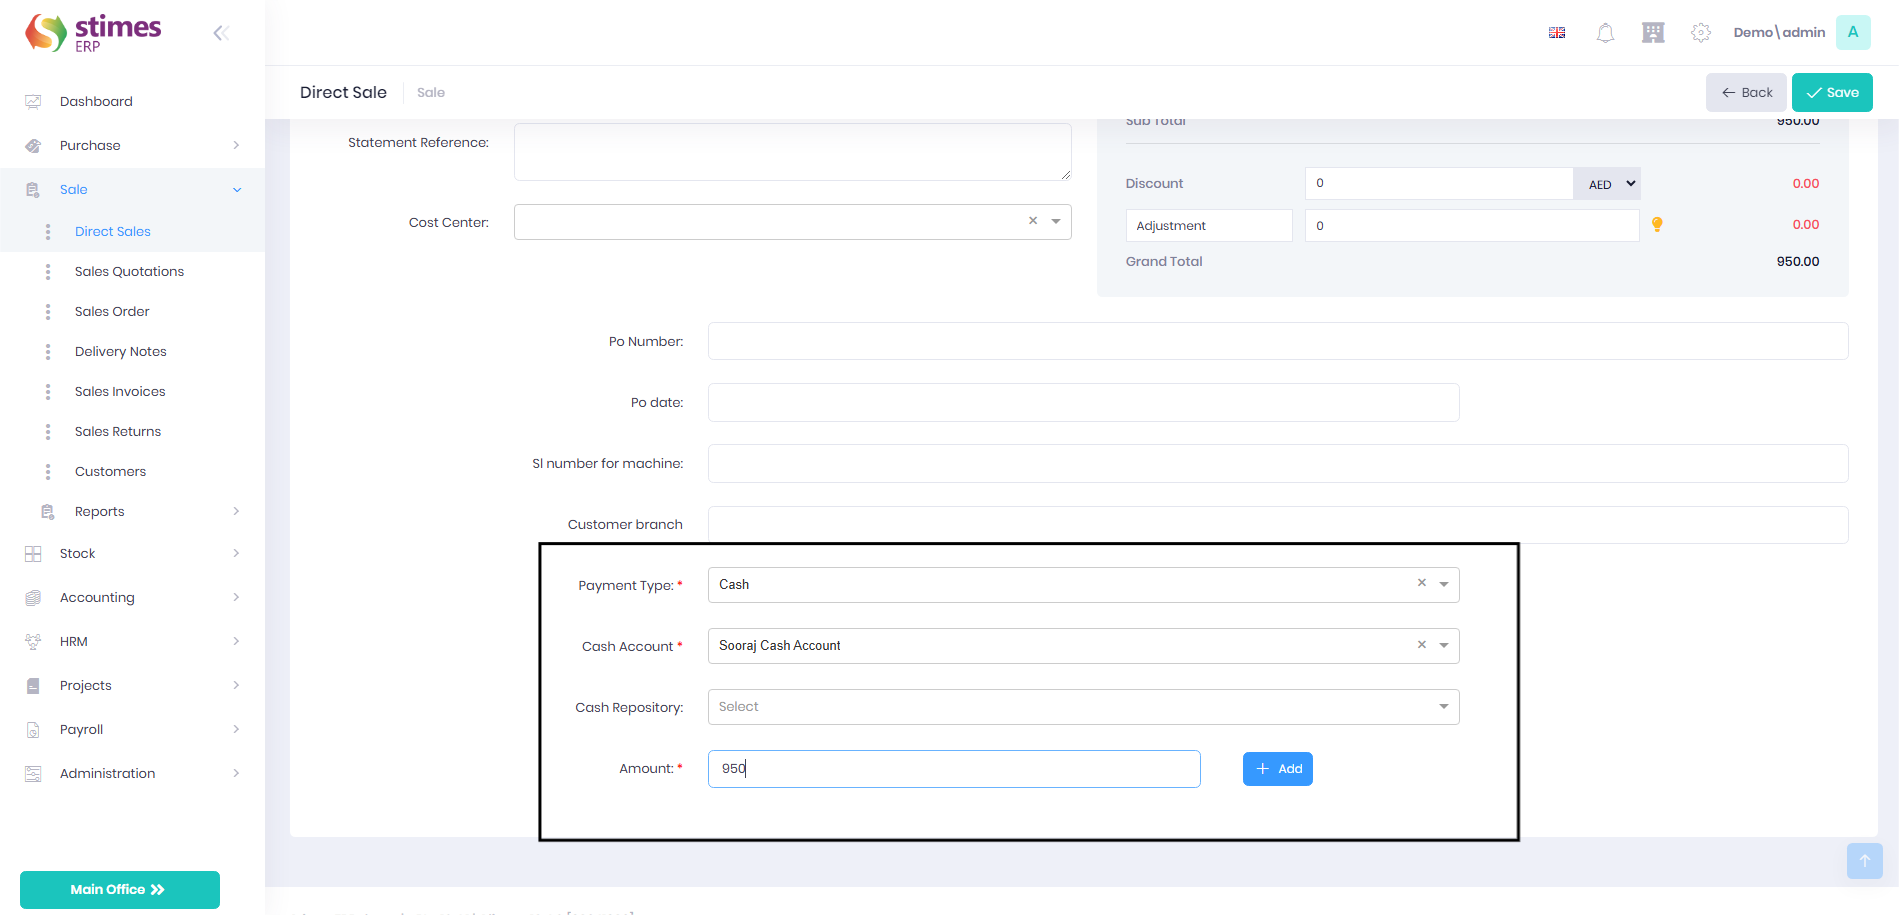 stimes
ERP
Demo\admin
A
Direct Sale
Sale
Back
Save
Dashboard
Purchase
Sale
Direct Sales
Sales Quotations
Sales Order
Delivery Notes
Sales Invoices
Sales Returns
Customers
Reports
Stock
Accounting
HRM
Projects
Payroll
Administration
Main Office
Statement Reference:
Cost Center:
×
Sub Total
950.00
Discount
0
AED
0.00
Adjustment
0
0.00
Grand Total
950.00
Po Number:
Po date:
Sl number for machine:
Customer branch
Payment Type: *
Cash
×
Cash Account *
Sooraj Cash Account
×
Cash Repository:
Select
Amount: *
950
+ Add